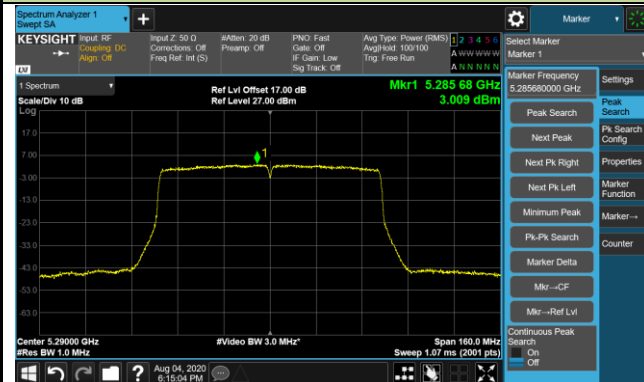 Spectrum Analyzer 1
Swept SA
+
Marker
KEYSIGHT
Input: RF
Coupling: DC
Align: Off
Input Z: 50 Ω
Corrections: Off
Freq Ref: Int (S)
#Atten: 20 dB
Preamp: Off
PNO: Fast
Gate: Off
IF Gain: Low
Sig Track: Off
Avg Type: Power (RMS)
Avg|Hold: 100/100
Trig: Free Run
1 2 3 4 5 6
A W W W W W
A N N N N N
LXI
Select Marker
Marker 1
Marker Frequency
5.285680000 GHz
Settings
Peak Search
Peak
Search
Next Peak
Pk Search
Config
Next Pk Right
Properties
Next Pk Left
Marker
Function
Minimum Peak
Marker→
Pk-Pk Search
Counter
Marker Delta
Mkr→CF
Mkr→Ref Lvl
Continuous Peak
Search
On
Off
1 Spectrum
Scale/Div 10 dB
Log
Ref Lvl Offset 17.00 dB
Ref Level 27.00 dBm
Mkr1 5.285 68 GHz
3.009 dBm
1
17.0
7.00
-3.00
-13.0
-23.0
-33.0
-43.0
-53.0
-63.0
Center 5.29000 GHz
#Res BW 1.0 MHz
#Video BW 3.0 MHz*
Span 160.0 MHz
Sweep 1.07 ms (2001 pts)
?
Aug 04, 2020
6:15:04 PM